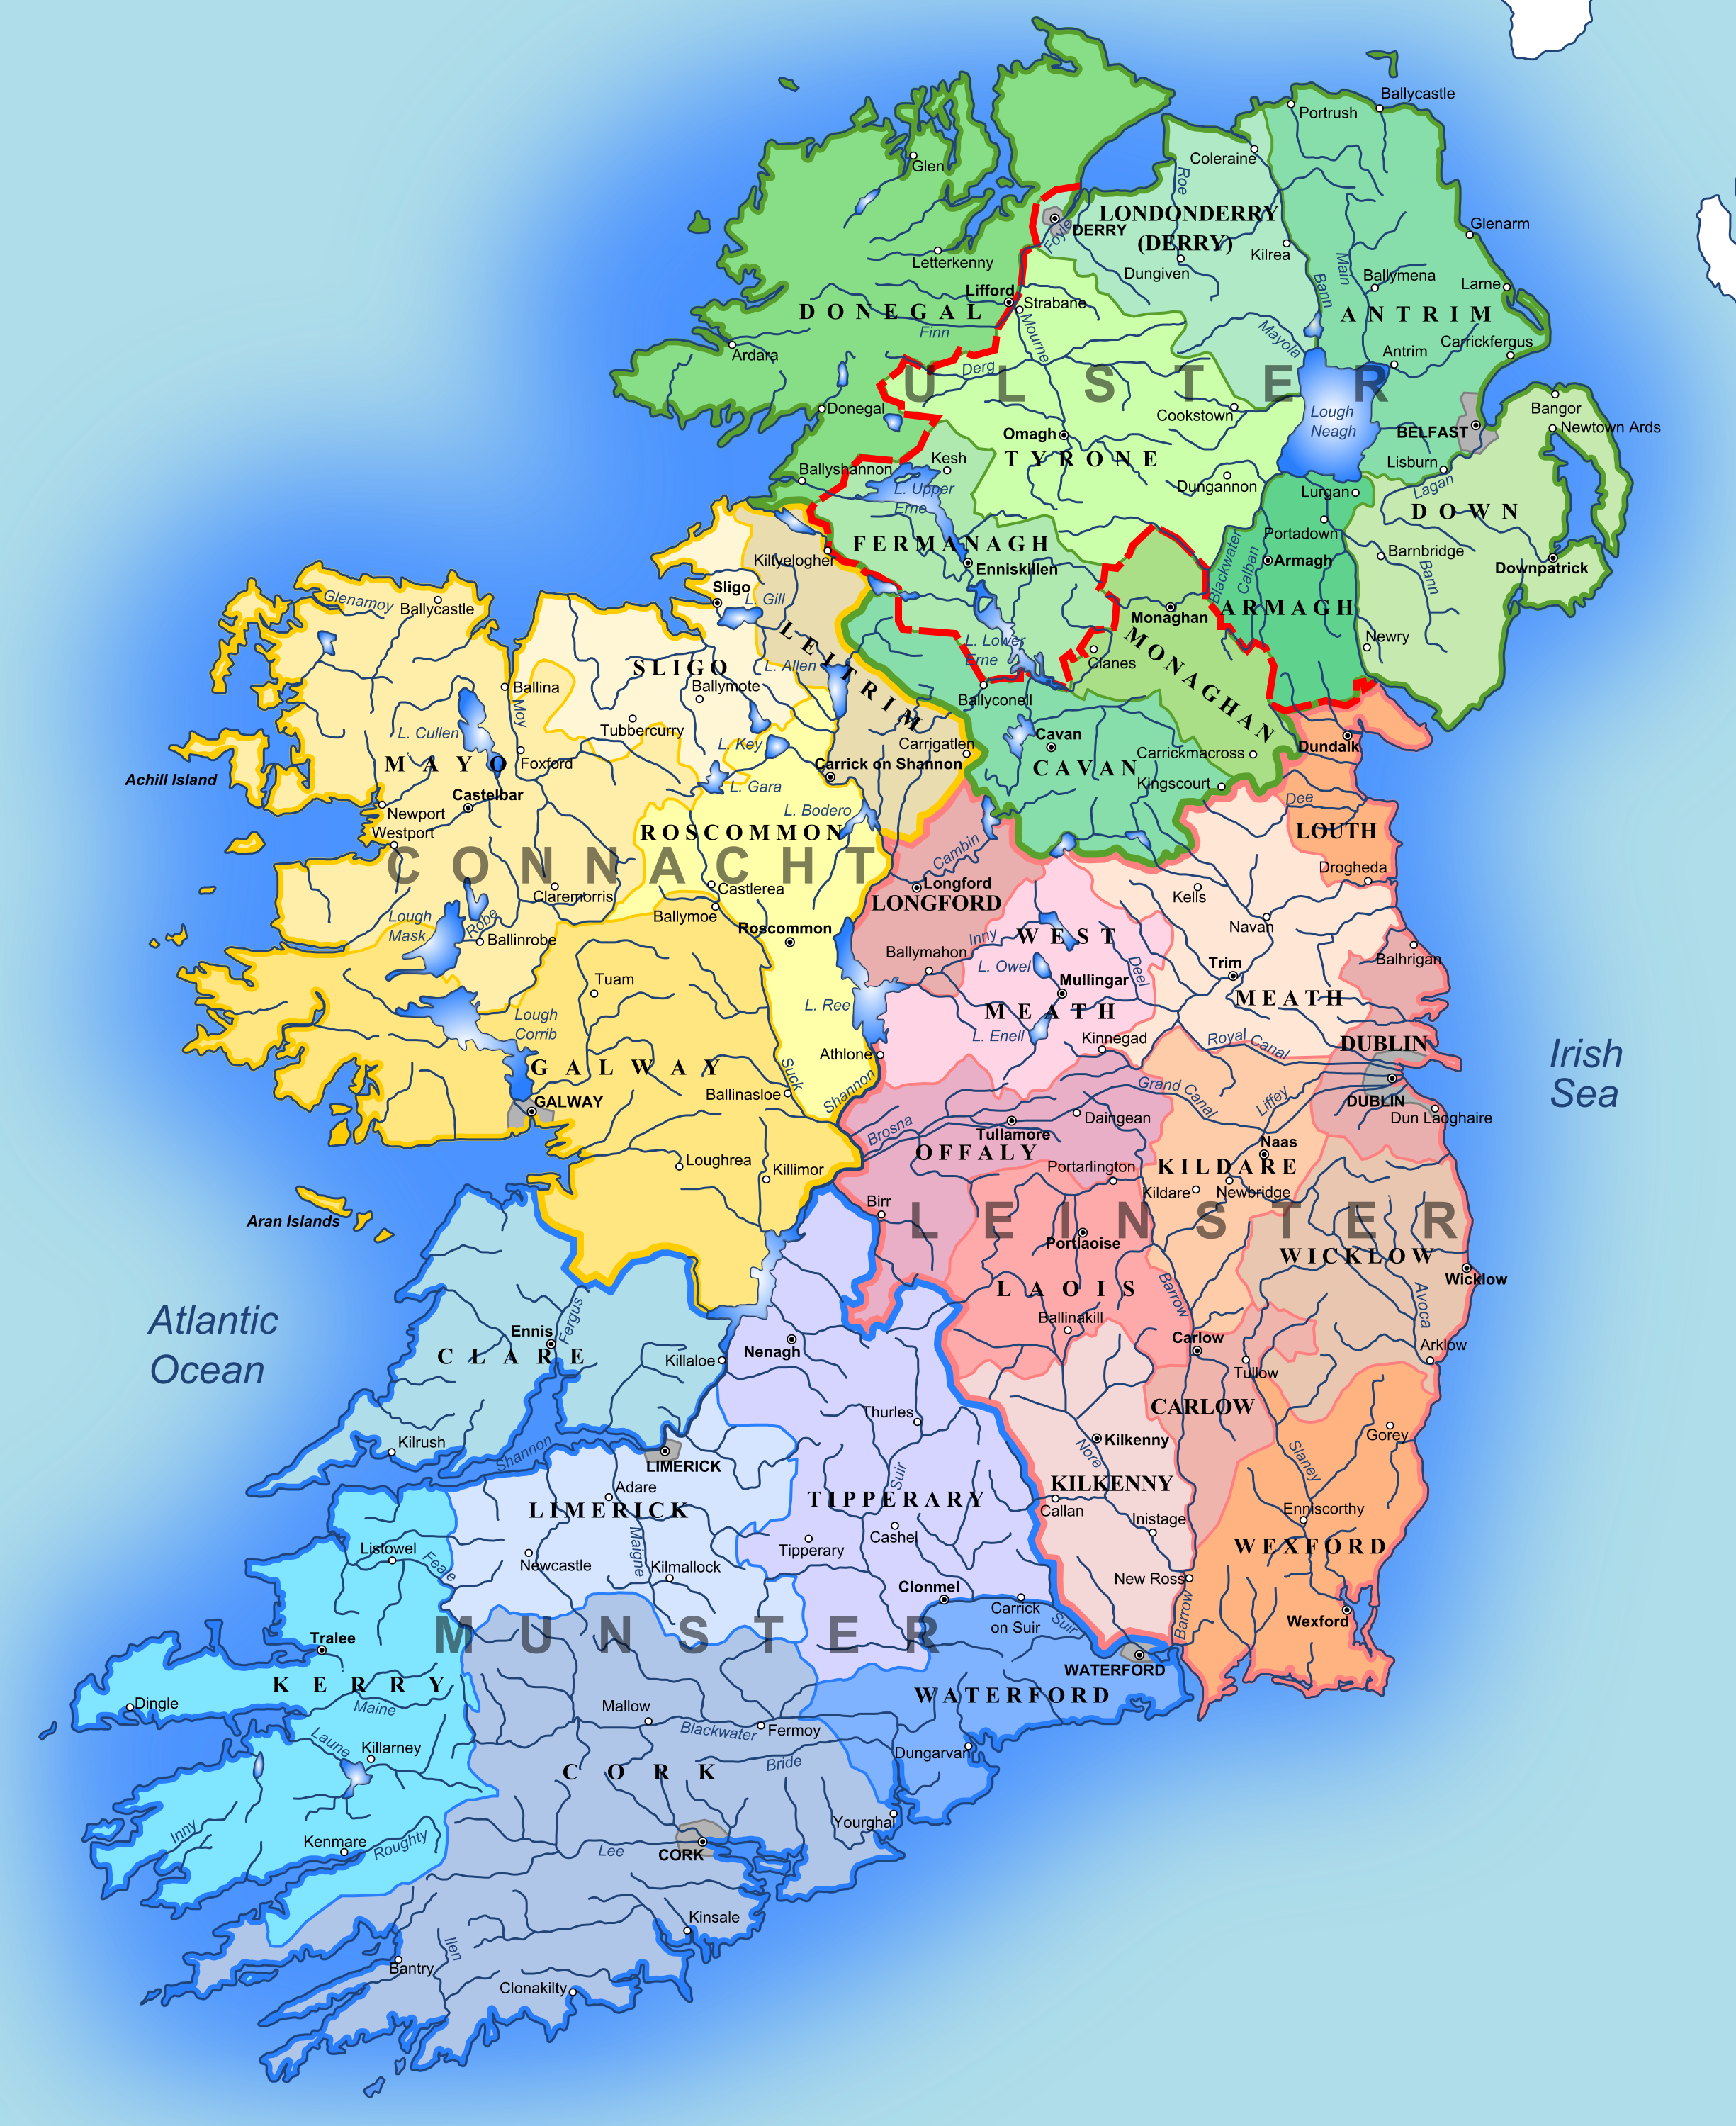 Ballycastle
Portrush
Coleraine
Glen
Roe
LONDONDERRY
(DERRY)
DERRY
Foyle
Glenarm
Kilrea
Dungiven
Letterkenny
Main
Bann
Ballymena
Larne
Lifford
Strabane
DONEGAL
ANTRIM
Finn
Mourne
Mayola
Carrickfergus
Ardara
Antrim
Derg
ULSTER
Donegal
Cookstown
Lough
Neagh
Bangor
BELFAST
Newtown Ards
Omagh
TYRONE
Kesh
Ballyshannon
Lisburn
Dungannon
Lurgan
Lagan
L. Upper
Erne
DOWN
Portadown
FERMANAGH
Kiltyelogher
Enniskillen
Blackwater
Calban
Armagh
Barnbridge
Bann
Downpatrick
Sligo
L. Gill
Glenamoy
Ballycastle
Monaghan
ARMAGH
LEITRIM
L. Lower
Erne
MONAGHAN
Newry
Clanes
SLIGO
L. Allen
Ballymote
Ballina
Moy
Ballyconell
Tubbercurry
L. Cullen
L. Key
Carrigatlen
Cavan
Carrickmacross
Dundalk
MAYO
Foxford
Carrick on Shannon
CAVAN
Achill Island
Kingscourt
L. Gara
Castelbar
Newport
L. Bodero
Dee
Westport
ROSCOMMON
LOUTH
CONNACHT
Cambin
Drogheda
Claremorris
Castlerea
Longford
LONGFORD
Kells
Lough
Mask
Robe
Ballymoe
Navan
Ballinrobe
Roscommon
Inny
WEST
Ballymahon
Balhrigan
L. Owel
Deel
Trim
Tuam
Mullingar
MEATH
L. Ree
MEATH
Lough
Corrib
L. Enell
Kinnegad
Royal Canal
DUBLIN
Athlone
GALWAY
Suck
Shannon
Ballinasloe
GALWAY
Grand Canal
Liffey
DUBLIN
Daingean
Dun Laoghaire
Brosna
Tullamore
OFFALY
Naas
Loughrea
Killimor
Portarlington
KILDARE
Kildare
Newbridge
Birr
Aran Islands
LEINSTER
Portlaoise
WICKLOW
Wicklow
LAOIS
Barrow
Avoca
Irish
Sea
Atlantic
Ocean
Ennis
Fergus
Ballinakill
Carlow
Arklow
CLARE
Nenagh
Killaloe
Tullow
CARLOW
Thurles
Kilrush
Shannon
Gorey
Kilkenny
Nore
LIMERICK
Slaney
Suir
Adare
KILKENNY
LIMERICK
TIPPERARY
Callan
Enniscorthy
Inistage
Cashel
Maigne
Listowel
Tipperary
WEXFORD
Feale
Newcastle
Kilmallock
New Ross
Clonmel
Carrick
on Suir
Suir
Barrow
Wexford
MUNSTER
Tralee
WATERFORD
KERRY
Dingle
Maine
WATERFORD
Mallow
Blackwater
Fermoy
Laune
Killarney
Dungarvan
Bride
CORK
Yourghal
Inny
Kenmare
Roughty
Lee
CORK
Kinsale
Ilen
Bantry
Clonakilty